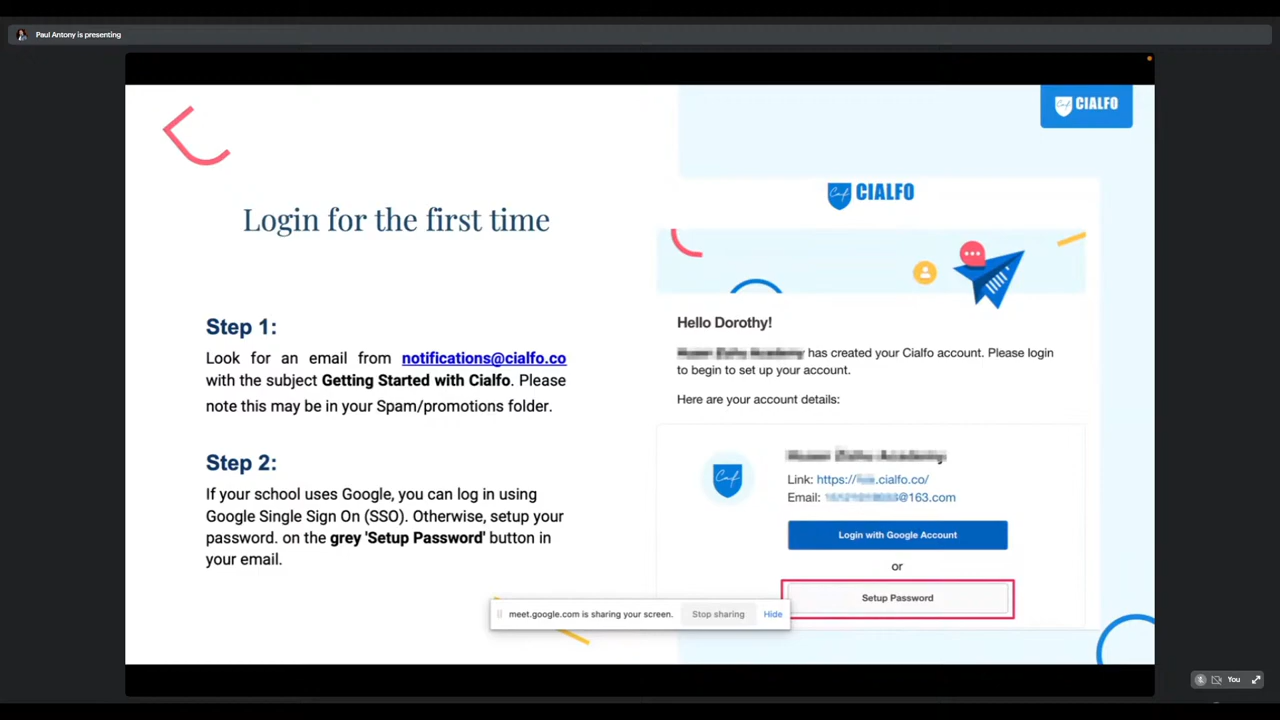 Paul Antony is presenting
CIALFO
CIALFO
Login for the first time
Step 1:
Look for an email from notifications@cialfo.co
with the subject Getting Started with Cialfo. Please
note this may be in your Spam/promotions folder.
Step 2:
If your school uses Google, you can log in using
Google Single Sign On (SSO). Otherwise, setup your
password. on the grey 'Setup Password' button in
your email.
Hello Dorothy!
has created your Cialfo account. Please login
to begin to set up your account.
Here are your account details:
Link: https:// .cialfo.co/
Email: @163.com
Login with Google Account
or
Setup Password
meet.google.com is sharing your screen.
Stop sharing
Hide
You